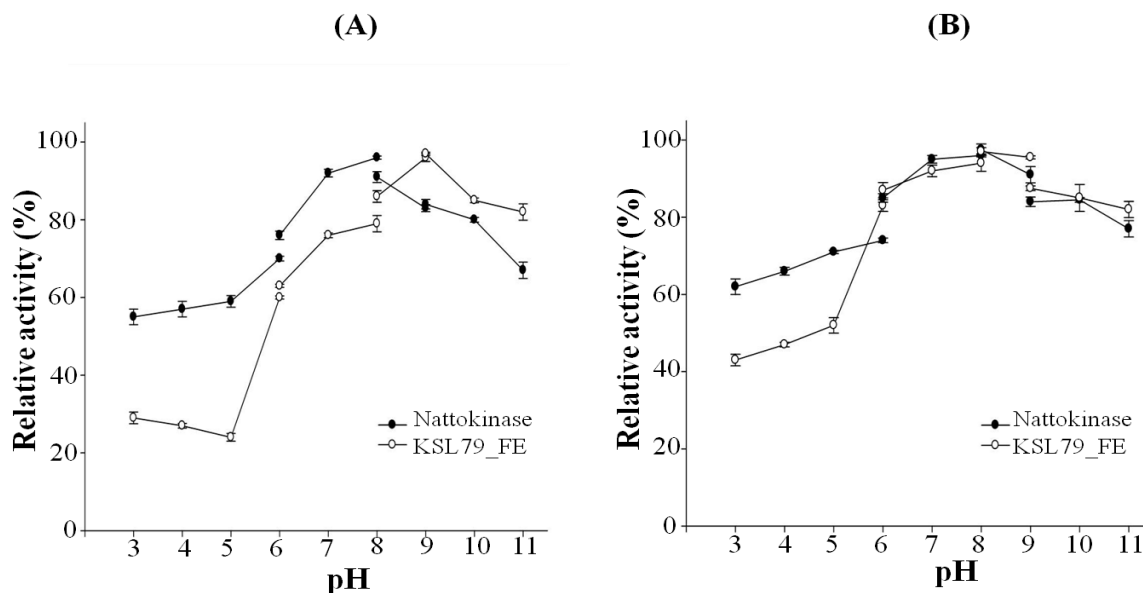 (A)
Relative activity (%)
100
80
60
40
20
0
3 4 5 6 7 8 9 10 11
pH
Nattokinase
KSL79_FE
(B)
Relative activity (%)
100
80
60
40
20
0
3 4 5 6 7 8 9 10 11
pH
Nattokinase
KSL79_FE